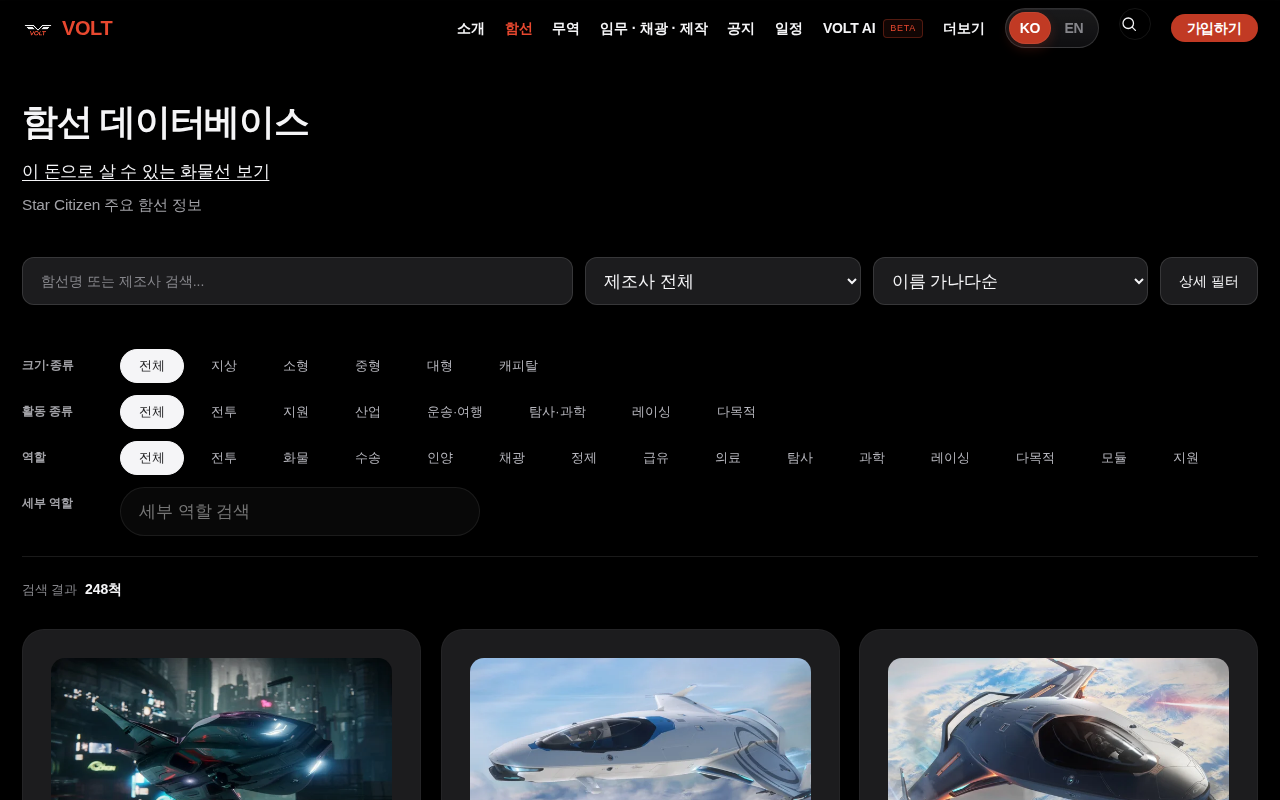 VOLT
소개 함선 무역 임무 · 채광 · 제작 공지 일정 VOLT AI BETA 더보기 KO EN 가입하기
함선 데이터베이스
이 돈으로 살 수 있는 화물선 보기
Star Citizen 주요 함선 정보
함선명 또는 제조사 검색... 제조사 전체 이름 가나다순 상세 필터
크기·종류 전체 지상 소형 중형 대형 캐피탈
활동 종류 전체 전투 지원 산업 운송·여행 탐사·과학 레이싱 다목적
역할 전체 전투 화물 수송 인양 채광 정제 급유 의료 탐사 과학 레이싱 다목적 모듈 지원
세부 역할 세부 역할 검색
검색 결과 248척